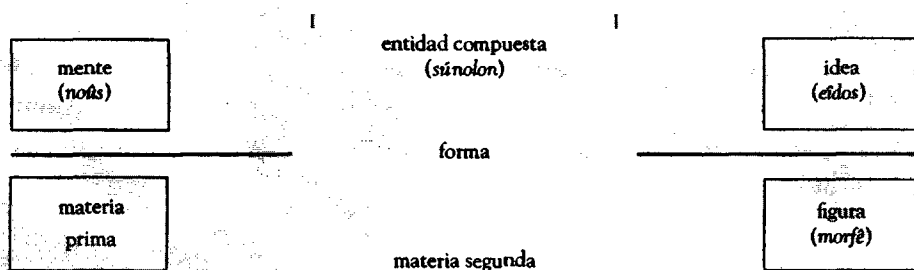 entidad compuesta
(súnolon)
mente
(noûs)
idea
(eîdos)
forma
materia
prima
figura
(morfê)
materia segunda